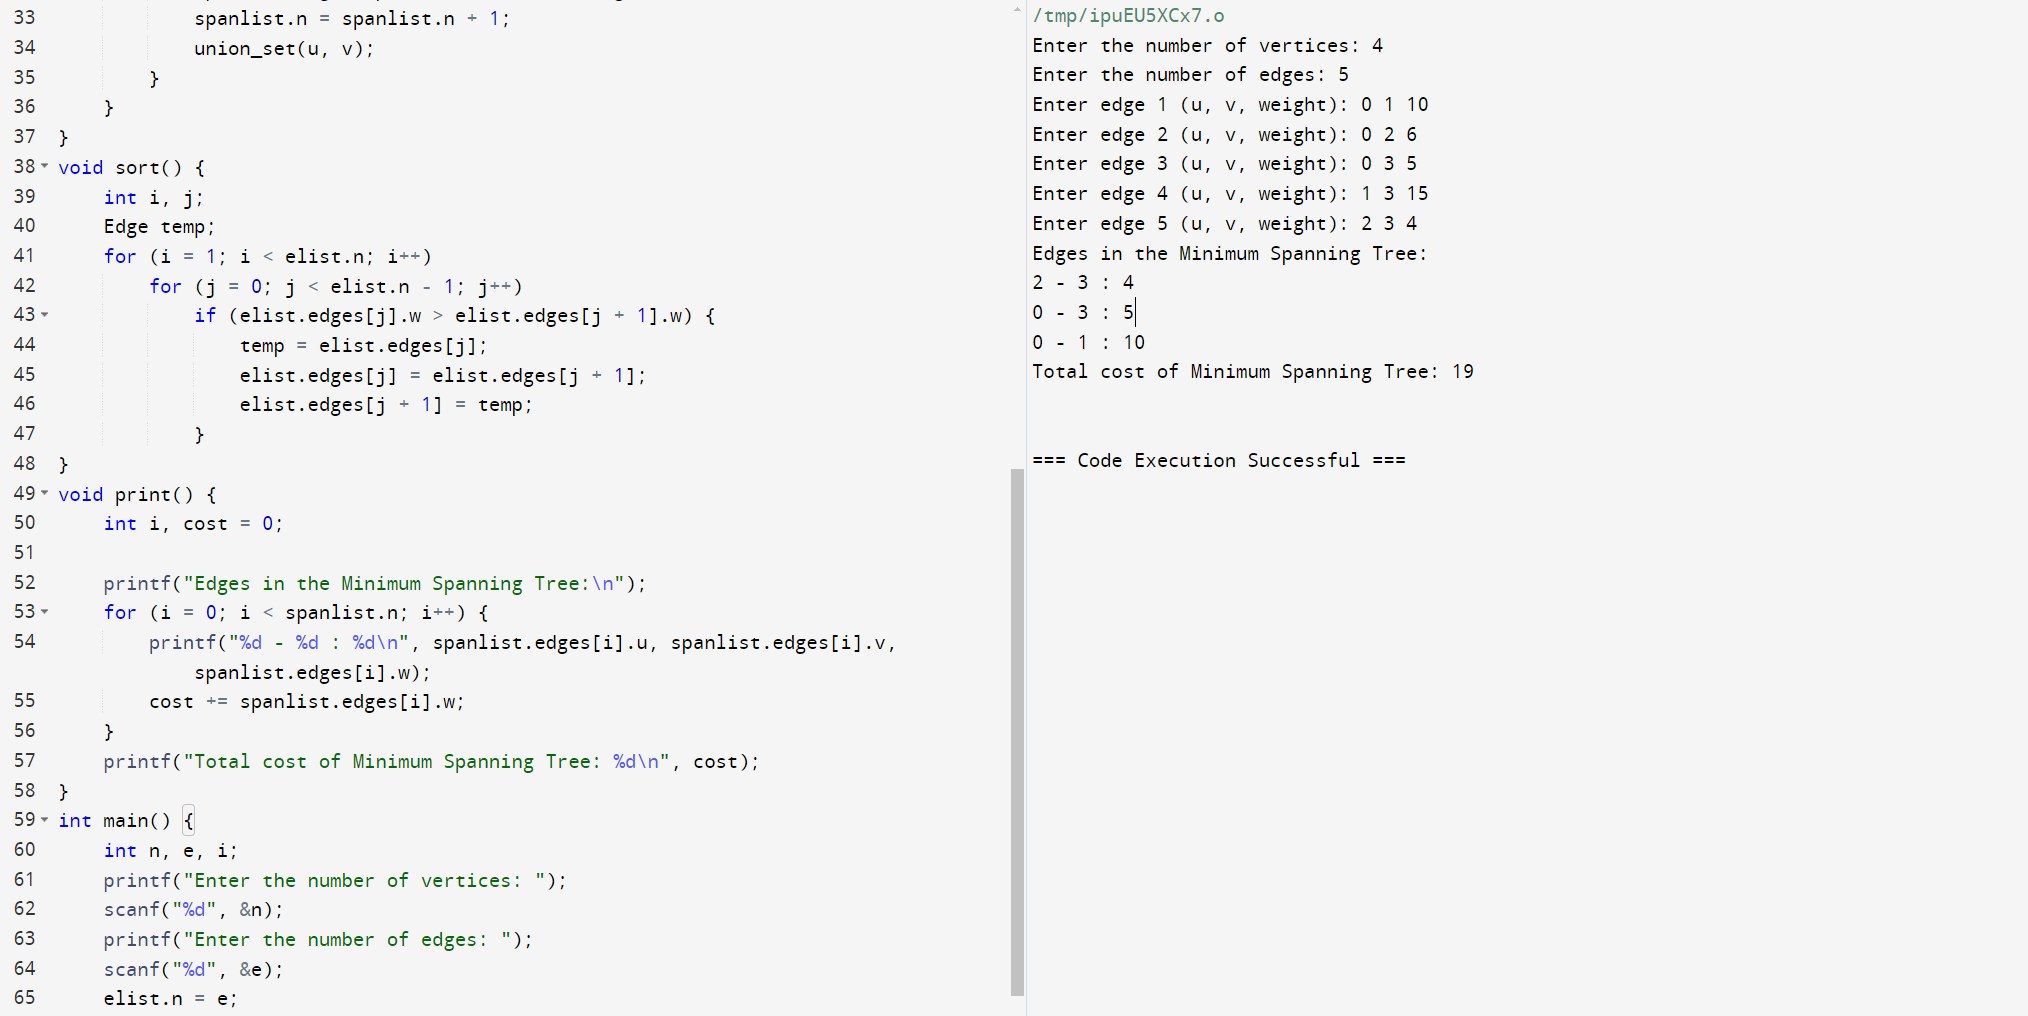 33 spanlist.n = spanlist.n + 1;
34 union_set(u, v);
35 }
36 }
37 }
38 void sort() {
39 int i, j;
40 Edge temp;
41 for (i = 1; i < elist.n; i++)
42 for (j = 0; j < elist.n - 1; j++)
43 if (elist.edges[j].w > elist.edges[j + 1].w) {
44 temp = elist.edges[j];
45 elist.edges[j] = elist.edges[j + 1];
46 elist.edges[j + 1] = temp;
47 }
48 }
49 void print() {
50 int i, cost = 0;
51
52 printf("Edges in the Minimum Spanning Tree:\n");
53 for (i = 0; i < spanlist.n; i++) {
54 printf("%d - %d : %d\n", spanlist.edges[i].u, spanlist.edges[i].v,
spanlist.edges[i].w);
55 cost += spanlist.edges[i].w;
56 }
57 printf("Total cost of Minimum Spanning Tree: %d\n", cost);
58 }
59 int main() {
60 int n, e, i;
61 printf("Enter the number of vertices: ");
62 scanf("%d", &n);
63 printf("Enter the number of edges: ");
64 scanf("%d", &e);
65 elist.n = e;
/tmp/ipuEU5XCx7.o
Enter the number of vertices: 4
Enter the number of edges: 5
Enter edge 1 (u, v, weight): 0 1 10
Enter edge 2 (u, v, weight): 0 2 6
Enter edge 3 (u, v, weight): 0 3 5
Enter edge 4 (u, v, weight): 1 3 15
Enter edge 5 (u, v, weight): 2 3 4
Edges in the Minimum Spanning Tree:
2 - 3 : 4
0 - 3 : 5
0 - 1 : 10
Total cost of Minimum Spanning Tree: 19
=== Code Execution Successful ===